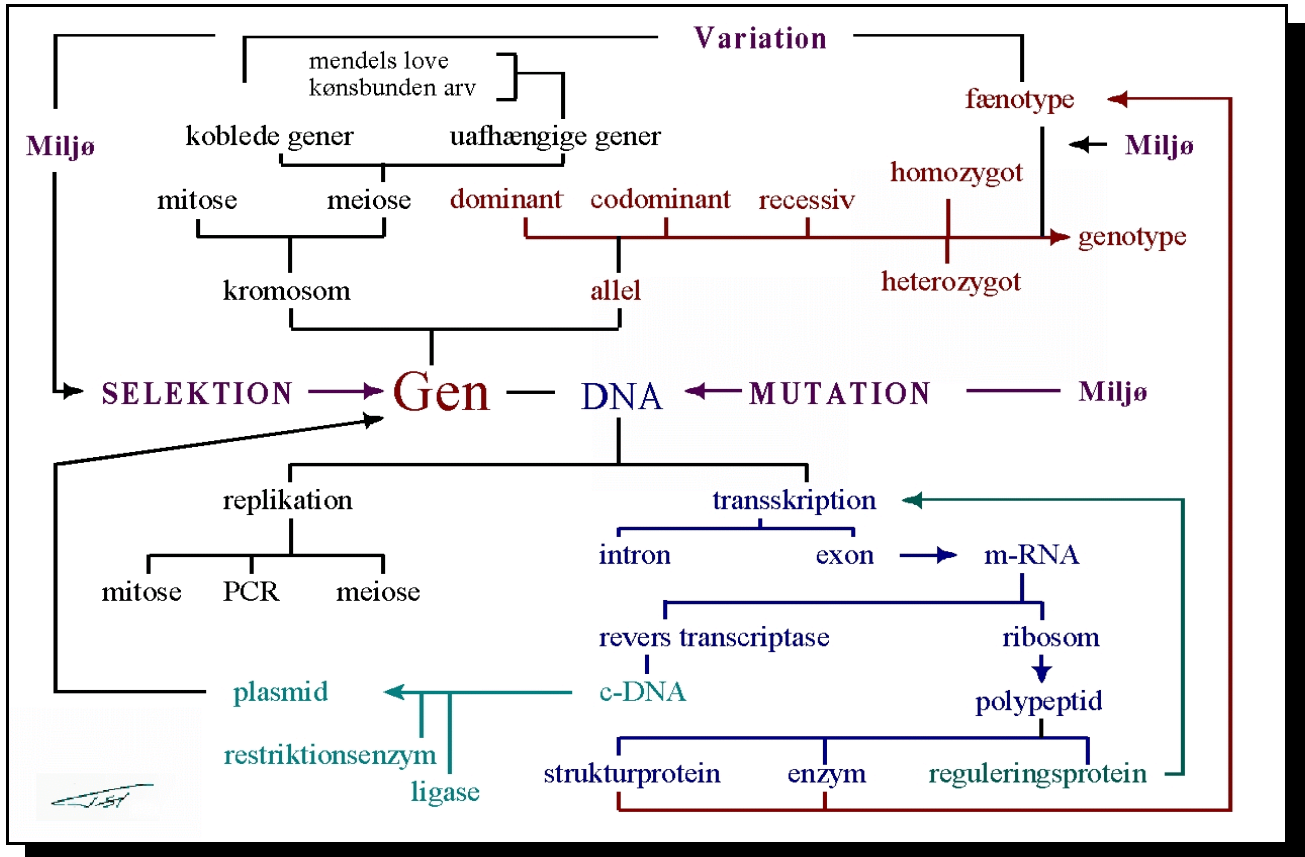 Variation
mendels love
kønsbunden arv
fænotype
koblede gener
uafhængige gener
Miljø
Miljø
homozygot
mitose
meiose
dominant
codominant
recessiv
genotype
heterozygot
kromosom
allel
SELEKTION
Gen
DNA
MUTATION
Miljø
replikation
transskription
intron
exon
m-RNA
mitose
PCR
meiose
revers transcriptase
ribosom
plasmid
c-DNA
polypeptid
restriktionsenzym
strukturprotein
enzym
reguleringsprotein
ligase